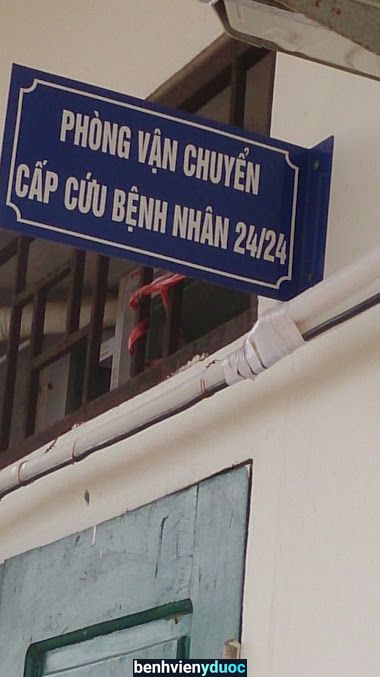 PHÒNG VẬN CHUYỂN
CẤP CỨU BỆNH NHÂN 24/24
benhvienyduoc